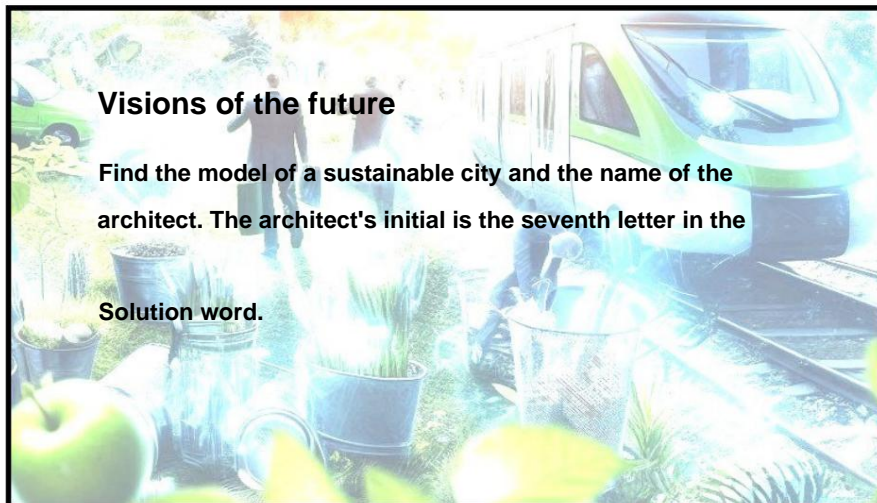 Visions of the future
Find the model of a sustainable city and the name of the
architect. The architect's initial is the seventh letter in the
Solution word.